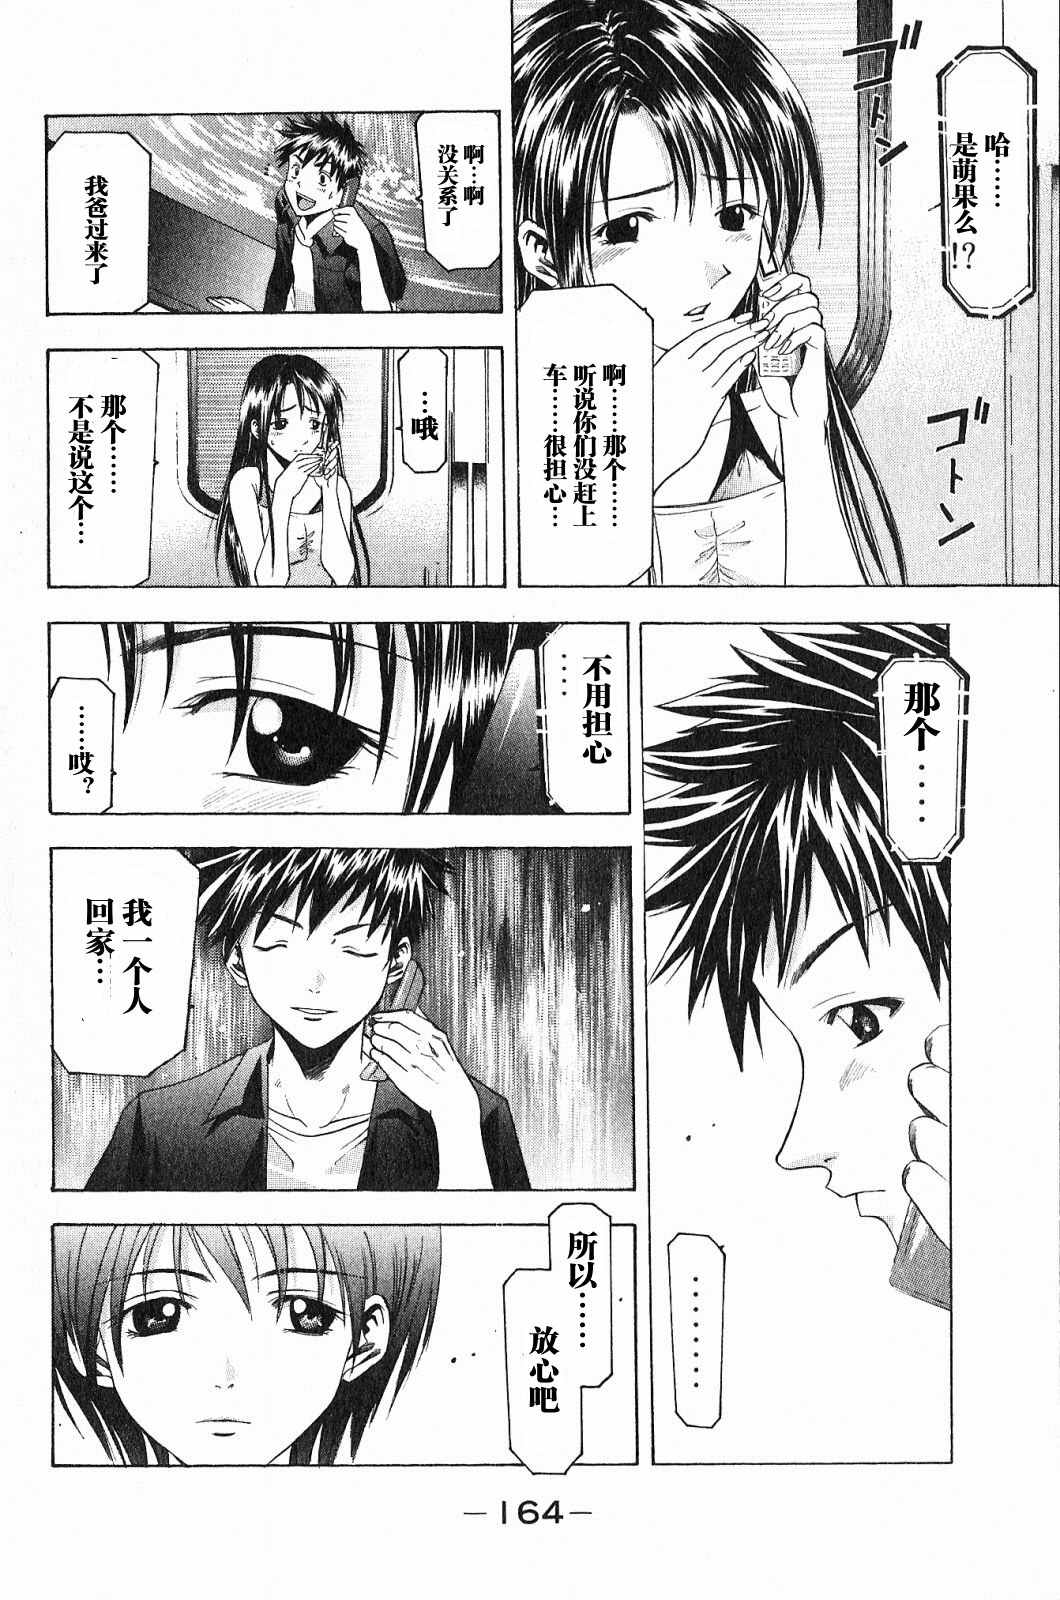 哈……
是萌果么!?
ゴトン
ゴトン
啊……那个……
听说你们没赶上
车……很担心…
啊…啊
没关系了
我爸过来了
…哦
那个……
不是说这个…
那个……
……
不用担心
……
……哎?
我一个人
回家…
所以……
放心吧
－164－